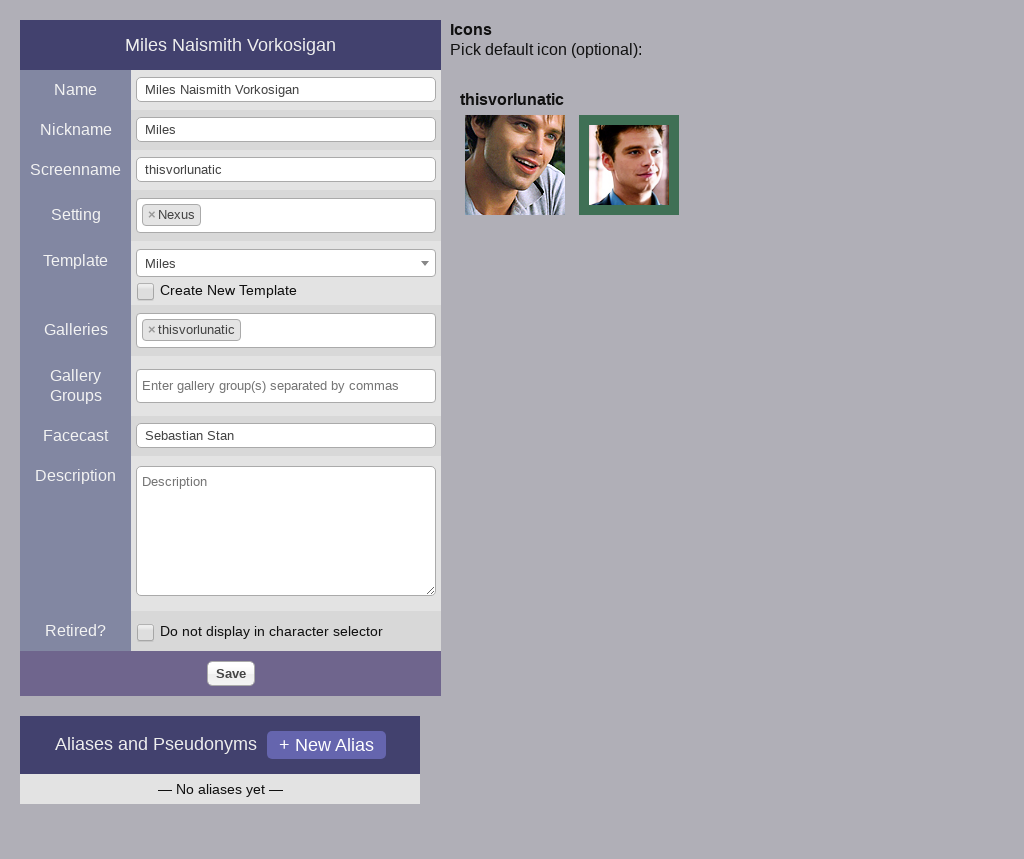 Miles Naismith Vorkosigan
Name
Miles Naismith Vorkosigan
Nickname
Miles
Screenname
thisvorlunatic
Setting
× Nexus
Template
Miles
Create New Template
Galleries
× thisvorlunatic
Gallery
Groups
Enter gallery group(s) separated by commas
Facecast
Sebastian Stan
Description
Description
Retired?
Do not display in character selector
Save
Aliases and Pseudonyms + New Alias
— No aliases yet —
Icons
Pick default icon (optional):
thisvorlunatic